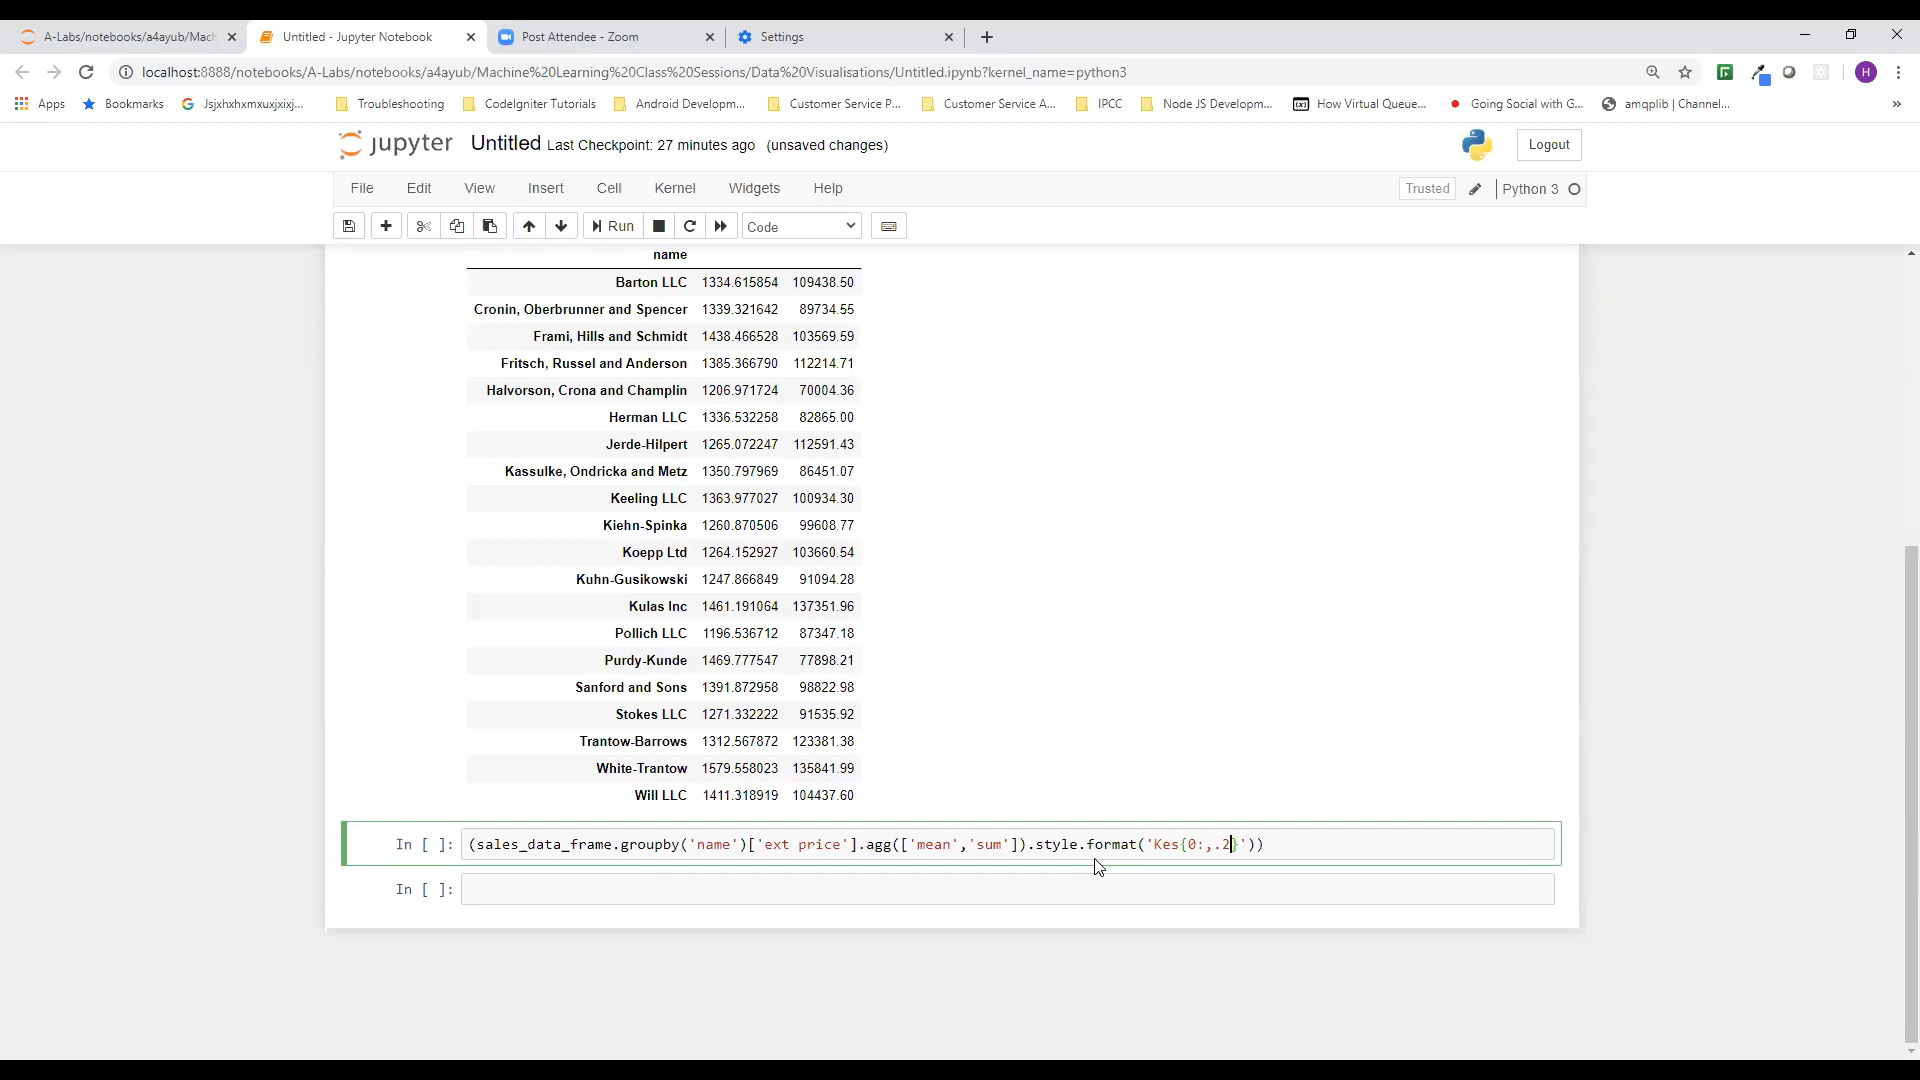 A-Labs/notebooks/a4ayub/Mach
Untitled - Jupyter Notebook
Post Attendee - Zoom
Settings
localhost:8888/notebooks/A-Labs/notebooks/a4ayub/Machine%20Learning%20Class%20Sessions/Data%20Visualisations/Untitled.ipynb?kernel_name=python3
H
Apps
Bookmarks
Jsjxhxhxmxuxjxixj...
Troubleshooting
CodeIgniter Tutorials
Android Developm...
Customer Service P...
Customer Service A...
IPCC
Node JS Developm...
How Virtual Queue...
Going Social with G...
amqplib | Channel...
»
jupyter
Untitled Last Checkpoint: 27 minutes ago (unsaved changes)
Logout
File Edit View Insert Cell Kernel Widgets Help
Trusted
Python 3
Run
Code
name
Barton LLC 1334.615854 109438.50
Cronin, Oberbrunner and Spencer 1339.321642 89734.55
Frami, Hills and Schmidt 1438.466528 103569.59
Fritsch, Russel and Anderson 1385.366790 112214.71
Halvorson, Crona and Champlin 1206.971724 70004.36
Herman LLC 1336.532258 82865.00
Jerde-Hilpert 1265.072247 112591.43
Kassulke, Ondricka and Metz 1350.797969 86451.07
Keeling LLC 1363.977027 100934.30
Kiehn-Spinka 1260.870506 99608.77
Koepp Ltd 1264.152927 103660.54
Kuhn-Gusikowski 1247.866849 91094.28
Kulas Inc 1461.191064 137351.96
Pollich LLC 1196.536712 87347.18
Purdy-Kunde 1469.777547 77898.21
Sanford and Sons 1391.872958 98822.98
Stokes LLC 1271.332222 91535.92
Trantow-Barrows 1312.567872 123381.38
White-Trantow 1579.558023 135841.99
Will LLC 1411.318919 104437.60
In [ ]: (sales_data_frame.groupby('name')['ext price'].agg(['mean','sum']).style.format('Kes{0:,.2}'))
In [ ]: